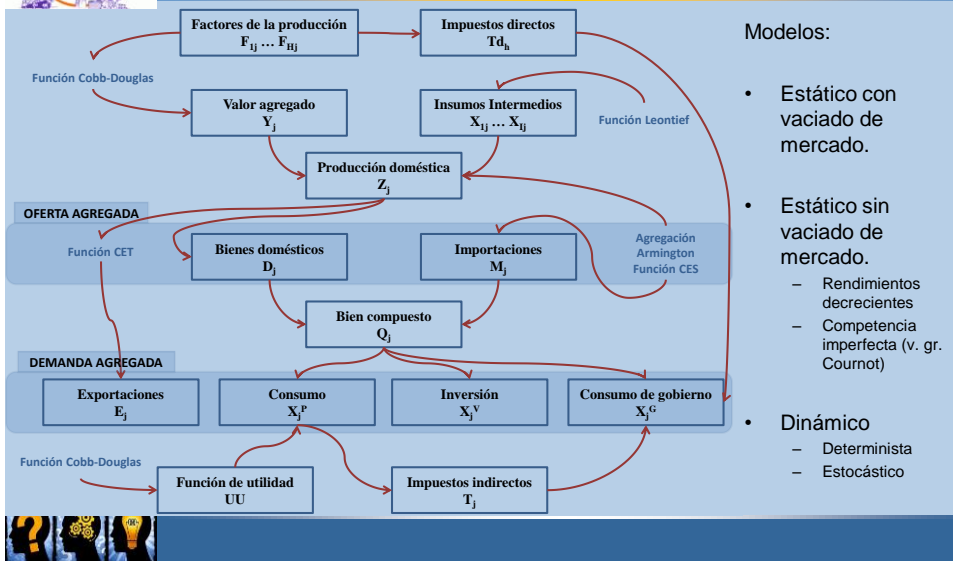 Factores de la producción
F1j … FHj
Impuestos directos
Tdh
Función Cobb-Douglas
Valor agregado
Yj
Insumos Intermedios
X1j … XIj
Función Leontief
Producción doméstica
Zj
OFERTA AGREGADA
Función CET
Bienes domésticos
Dj
Importaciones
Mj
Agregación
Armington
Función CES
Bien compuesto
Qj
DEMANDA AGREGADA
Exportaciones
Ej
Consumo
XjP
Inversión
XjV
Consumo de gobierno
XjG
Función Cobb-Douglas
Función de utilidad
UU
Impuestos indirectos
Tj
Modelos:
• Estático con
vaciado de
mercado.
• Estático sin
vaciado de
mercado.
– Rendimientos
decrecientes
– Competencia
imperfecta (v. gr.
Cournot)
• Dinámico
– Determinista
– Estocástico
?